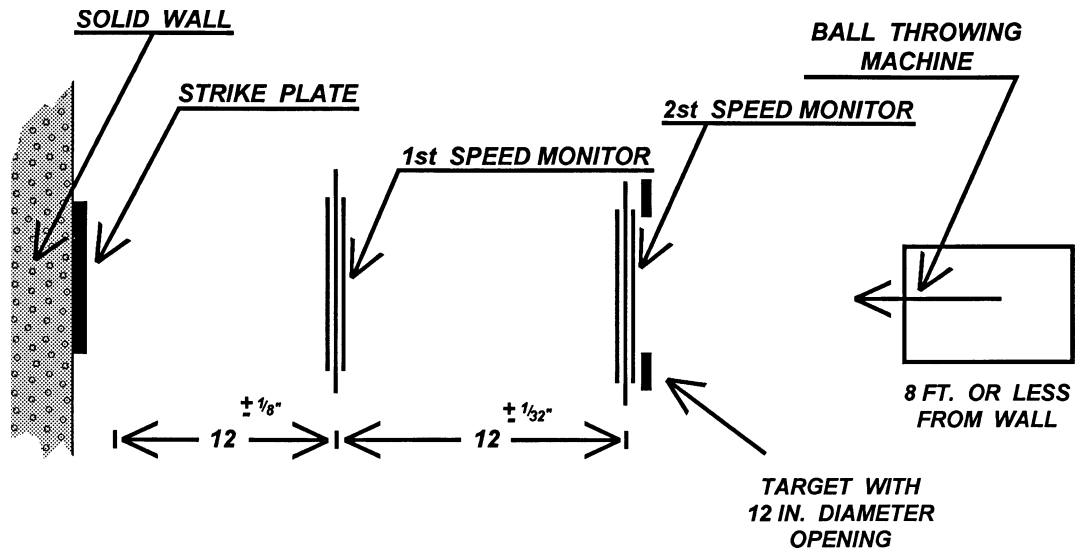 SOLID WALL
BALL THROWING
MACHINE
STRIKE PLATE
2st SPEED MONITOR
1st SPEED MONITOR
8 FT. OR LESS
FROM WALL
± 1/8"
12
± 1/32"
12
TARGET WITH
12 IN. DIAMETER
OPENING